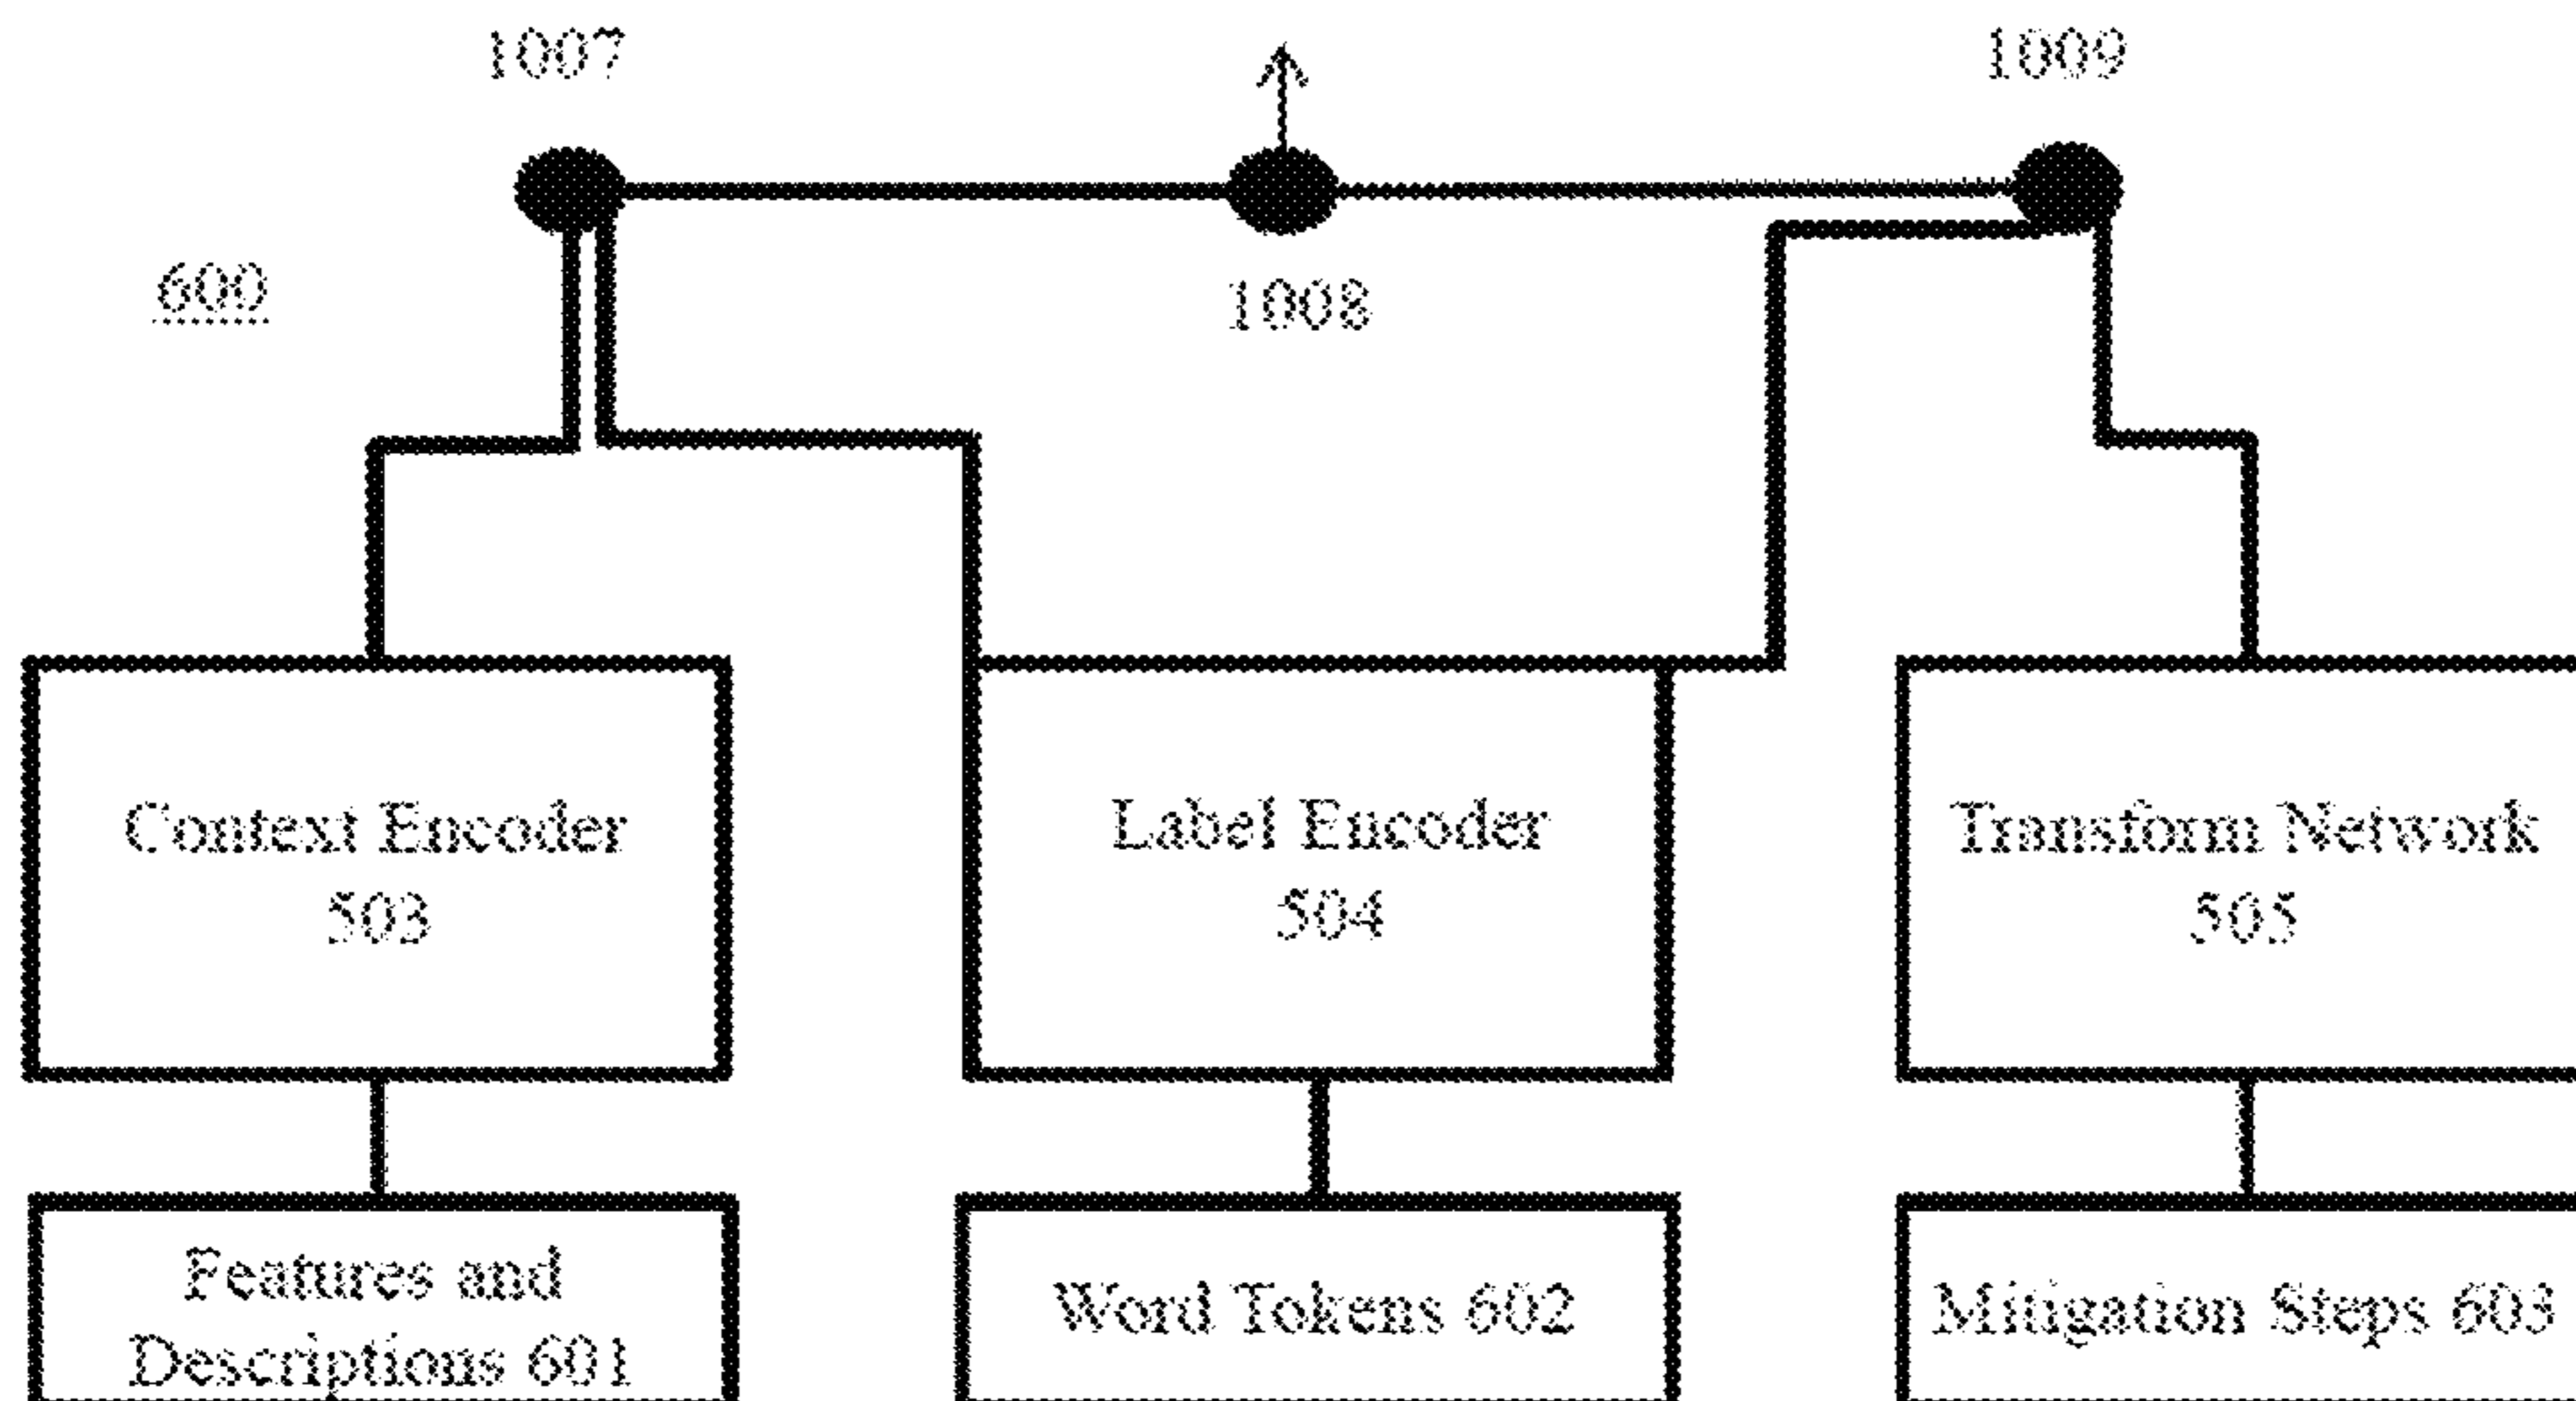 1007
1009
600
1008
Context Encoder
503
Label Encoder
504
Transform Network
505
Features and
Descriptions 601
Word Tokens 602
Mitigation Steps 603